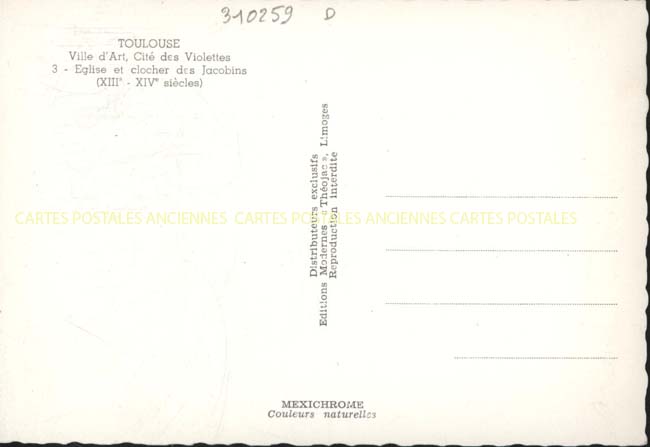 310259 D
TOULOUSE
Ville d'Art, Cité des Violettes
3 - Eglise et clocher des Jacobins
(XIIIᵉ - XIVᵉ siècles)
Distributeurs exclusifs
Editions Modernes "Théojac", Limoges
Reproduction interdite
CARTES POSTALES ANCIENNES CARTES POSTALES ANCIENNES CARTES POSTALES
MEXICHROME
Couleurs naturelles